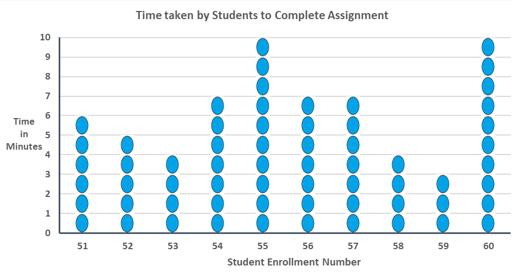 Time taken by Students to Complete Assignment
10
9
8
7
6
5
4
3
2
1
0
Time
in
Minutes
51 52 53 54 55 56 57 58 59 60
Student Enrollment Number